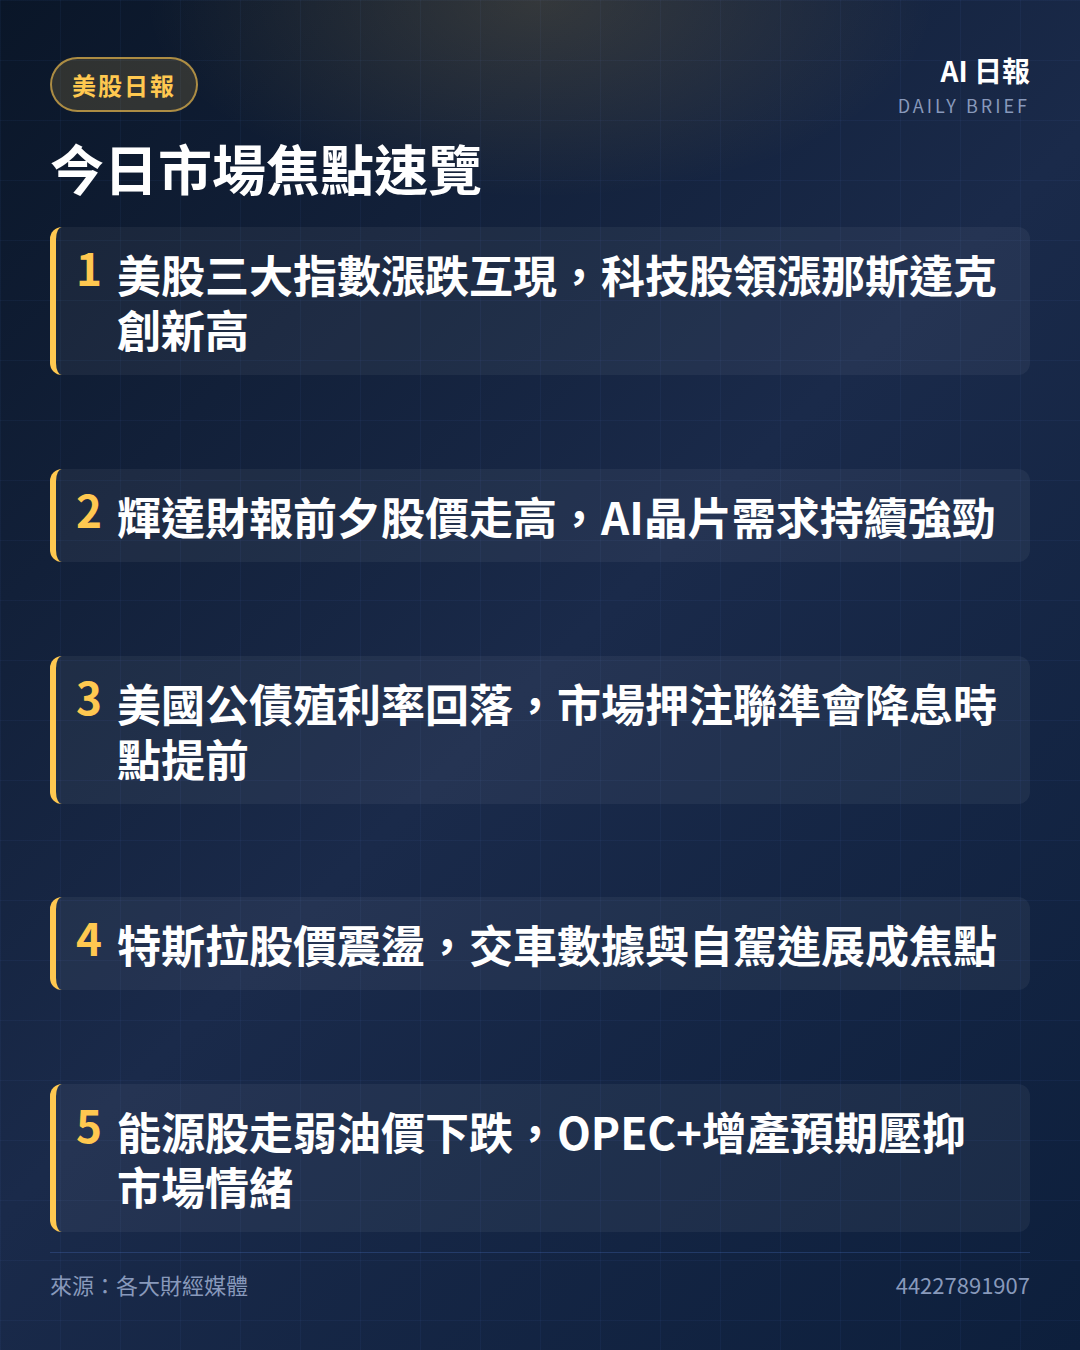 美股日報
AI 日報
DAILY BRIEF
今日市場焦點速覽
1 美股三大指數漲跌互現，科技股領漲那斯達克
創新高
2 輝達財報前夕股價走高，AI晶片需求持續強勁
3 美國公債殖利率回落，市場押注聯準會降息時
點提前
4 特斯拉股價震盪，交車數據與自駕進展成焦點
5 能源股走弱油價下跌，OPEC+增產預期壓抑
市場情緒
來源：各大財經媒體
44227891907